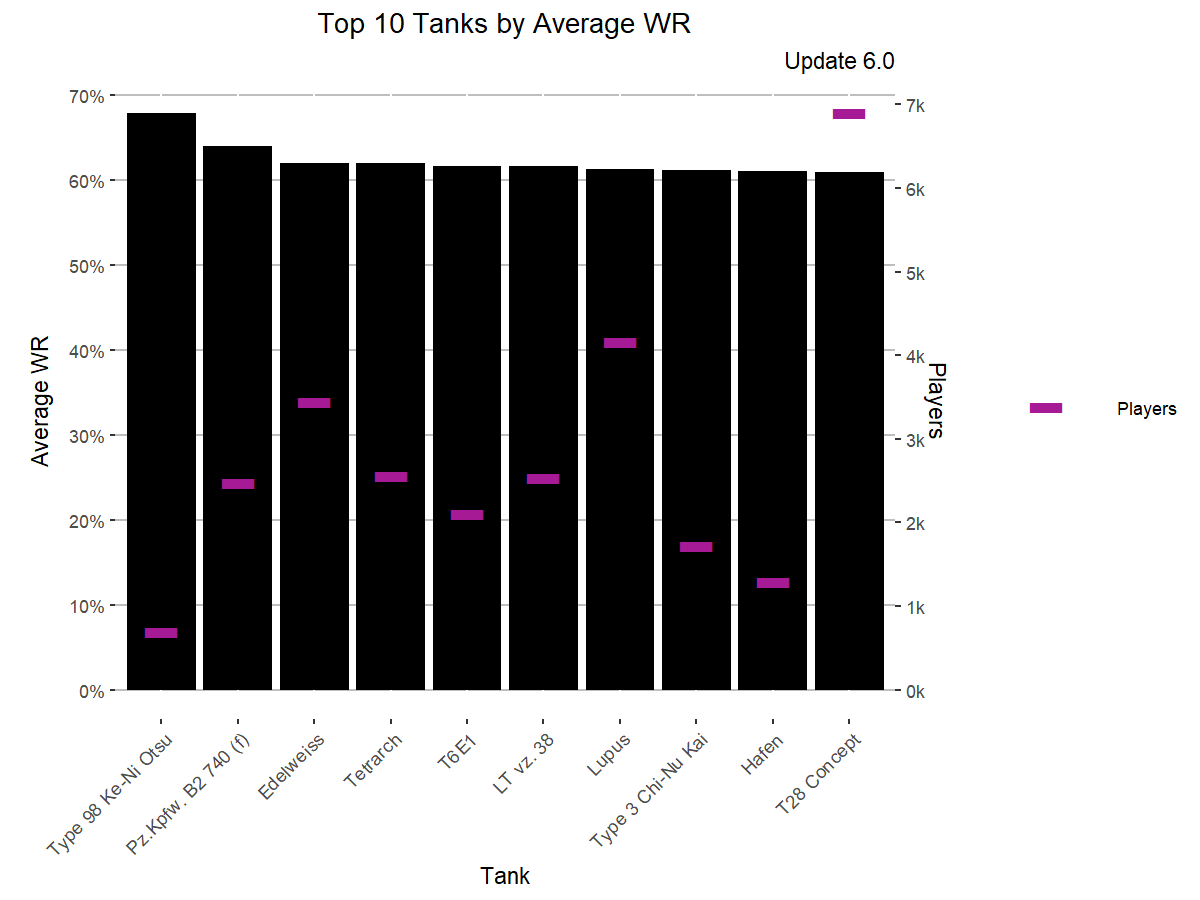 Top 10 Tanks by Average WR
Update 6.0
70%
60%
50%
40%
30%
20%
10%
0%
Average WR
7k
6k
5k
4k
3k
2k
1k
0k
Players
Players
Type 98 Ke-Ni Otsu
Pz.Kpfw. B2 740 (f)
Edelweiss
Tetrarch
T6E1
LT vz. 38
Lupus
Type 3 Chi-Nu Kai
Hafen
T28 Concept
Tank